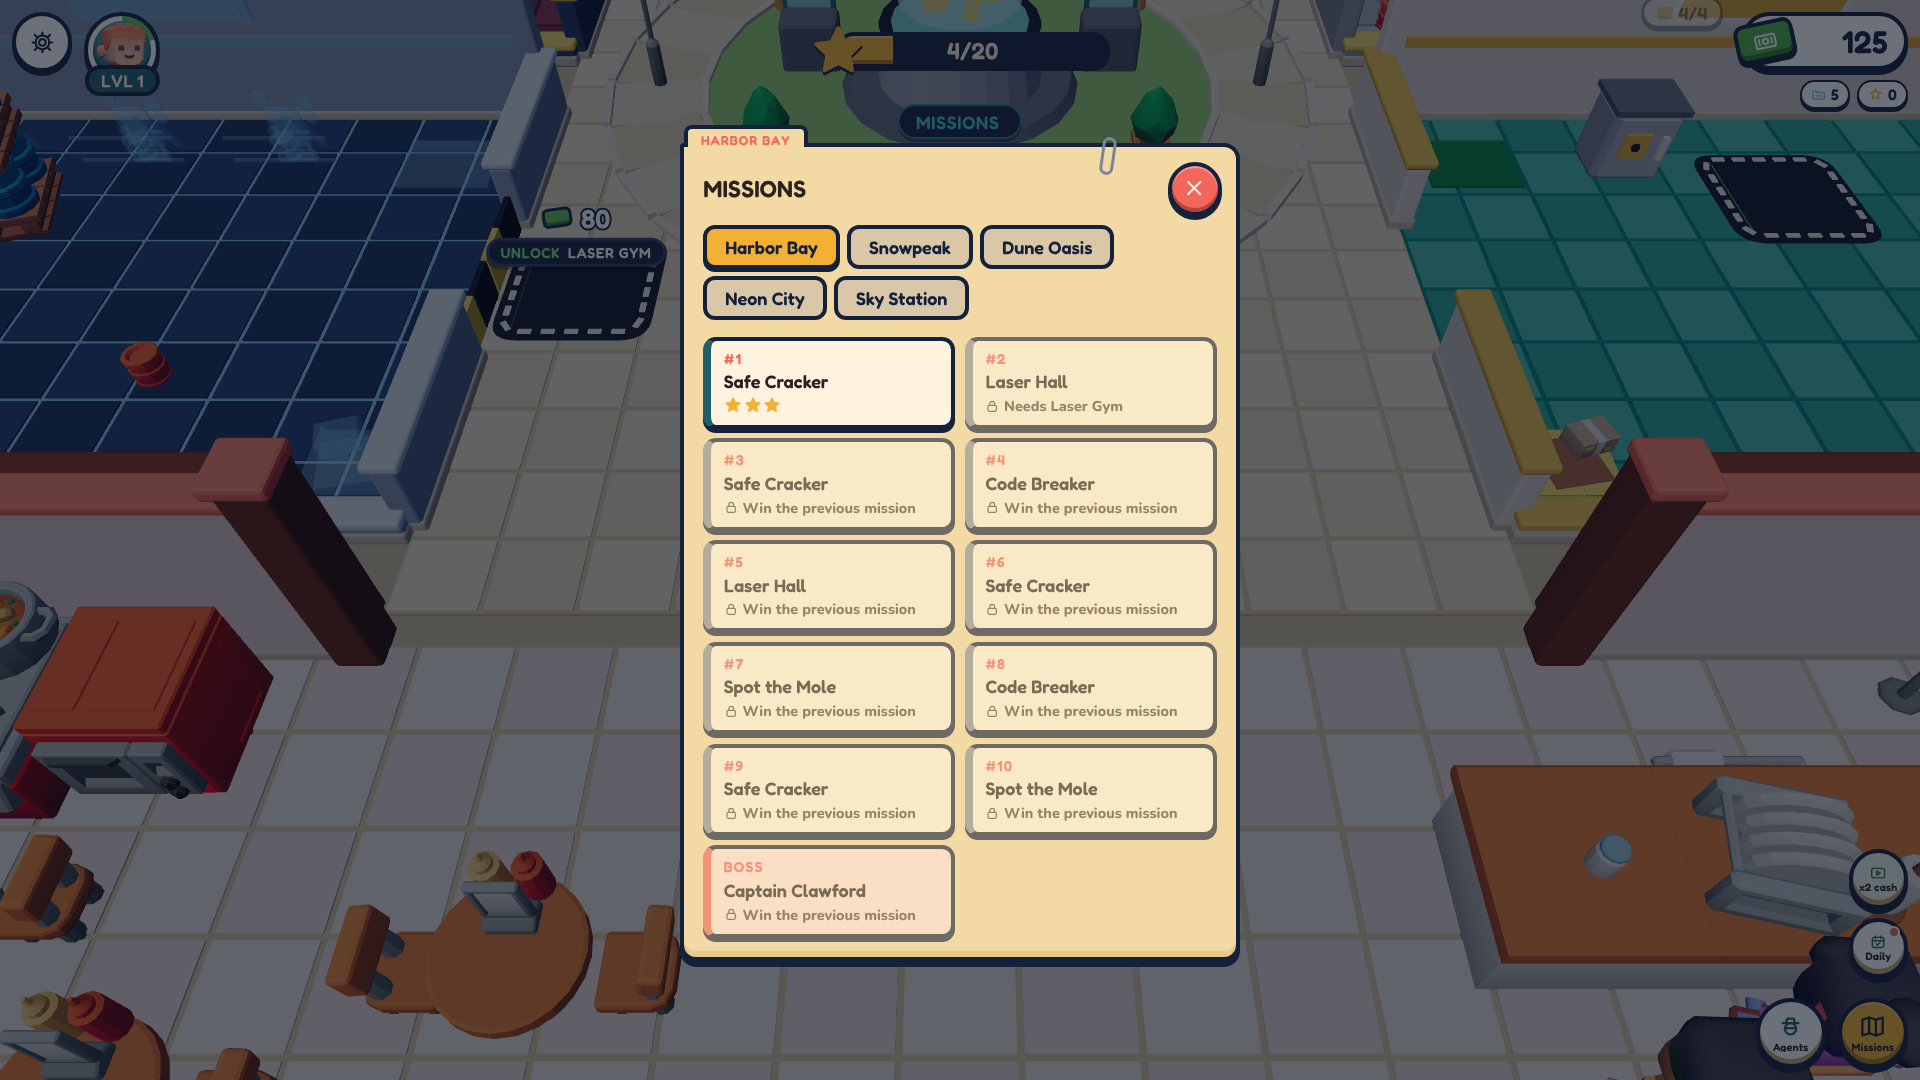 4/4
4/20
125
LVL 1
5
0
MISSIONS
HARBOR BAY
MISSIONS
80
UNLOCK LASER GYM
Harbor Bay
Snowpeak
Dune Oasis
Neon City
Sky Station
#1
Safe Cracker
#2
Laser Hall
Needs Laser Gym
#3
Safe Cracker
Win the previous mission
#4
Code Breaker
Win the previous mission
#5
Laser Hall
Win the previous mission
#6
Safe Cracker
Win the previous mission
#7
Spot the Mole
Win the previous mission
#8
Code Breaker
Win the previous mission
#9
Safe Cracker
Win the previous mission
#10
Spot the Mole
Win the previous mission
BOSS
Captain Clawford
Win the previous mission
x2 cash
Daily
Agents
Missions